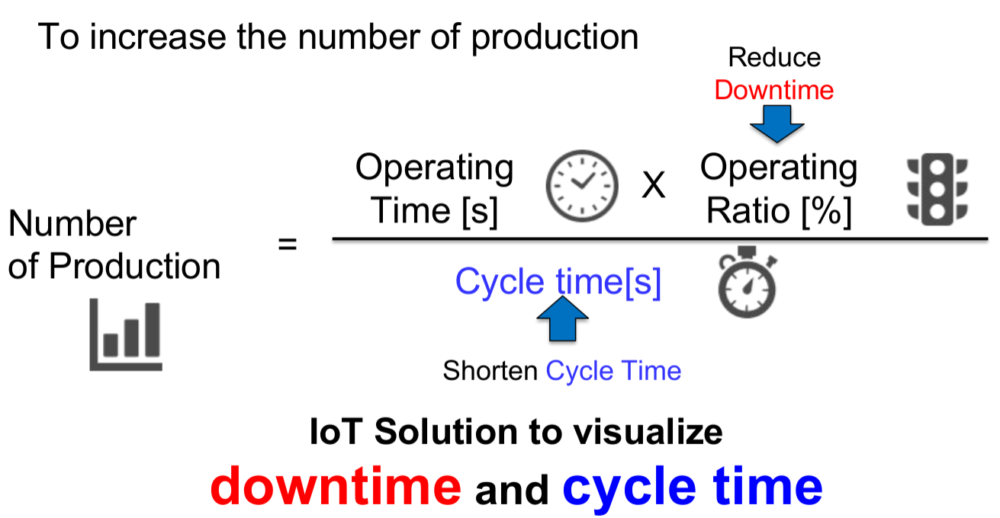 To increase the number of production
Reduce
Downtime
Operating
Time [s]
X
Operating
Ratio [%]
Number
of Production
=
Cycle time[s]
Shorten Cycle Time
IoT Solution to visualize
downtime and cycle time